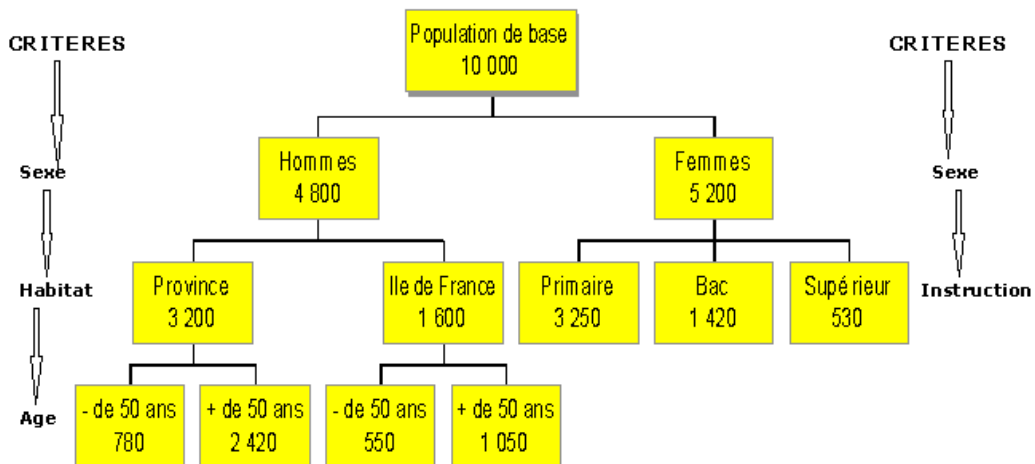 Population de base
10 000
CRITERES
CRITERES
Hommes
4 800
Femmes
5 200
Sexe
Sexe
Province
3 200
Ile de France
1 600
Primaire
3 250
Bac
1 420
Supérieur
530
Habitat
Instruction
- de 50 ans
780
+ de 50 ans
2 420
- de 50 ans
550
+ de 50 ans
1 050
Age